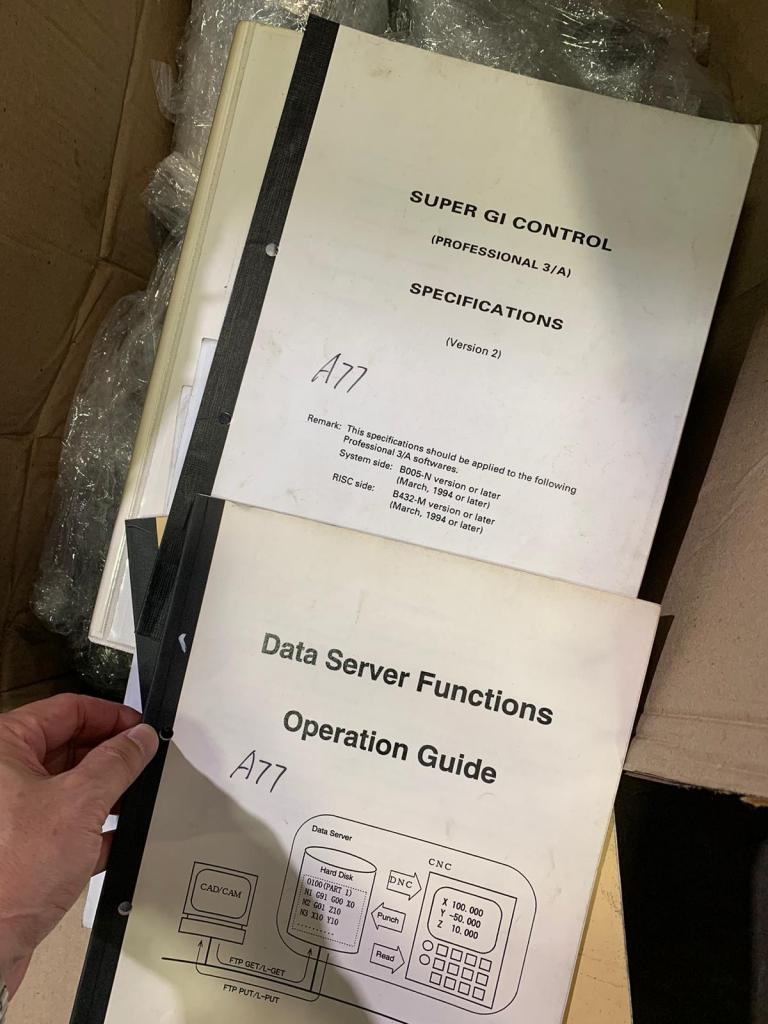 SUPER GI CONTROL
(PROFESSIONAL 3/A)
SPECIFICATIONS
(Version 2)
A77
Remark: This specifications should be applied to the following
Professional 3/A softwares.
System side: B005-N version or later
(March, 1994 or later)
RISC side: B432-M version or later
(March, 1994 or later)
Data Server Functions
Operation Guide
A77
Data Server
Hard Disk
O100(PART 1)
N1 G91 G00 X0
N2 G01 Z10
N3 X10 Y10
..........
CAD/CAM
FTP GET/L-GET
FTP PUT/L-PUT
DNC
Punch
Read
CNC
X 100.000
Y -50.000
Z 10.000